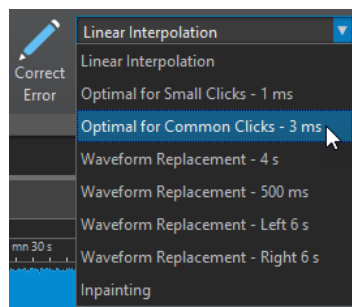 Linear Interpolation
Correct
Error
Linear Interpolation
Optimal for Small Clicks - 1 ms
Optimal for Common Clicks - 3 ms
Waveform Replacement - 4 s
Waveform Replacement - 500 ms
Waveform Replacement - Left 6 s
Waveform Replacement - Right 6 s
mn 30 s
Inpainting